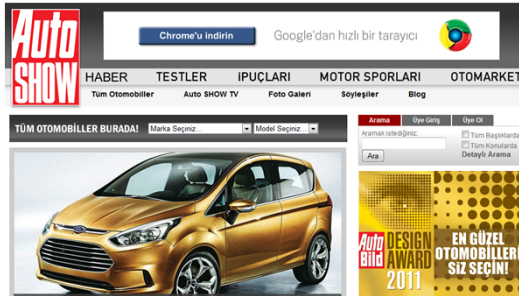 Auto
SHOW
Chrome'u indirin
Google'dan hızlı bir tarayıcı
HABER TESTLER İPUÇLARI MOTOR SPORLARI OTOMARKET
Tüm Otomobiller Auto SHOW TV Foto Galeri Söyleşiler Blog
TÜM OTOMOBİLLER BURADA! Marka Seçiniz... Model Seçiniz...
Arama Üye Giriş Üye Ol
Aramak istediğiniz:
Tüm Başlıklarda
Tüm Konularda
Ara Detaylı Arama
Auto Bild DESIGN AWARD 2011
EN GÜZEL
OTOMOBİLLERİ
SİZ SEÇİN!